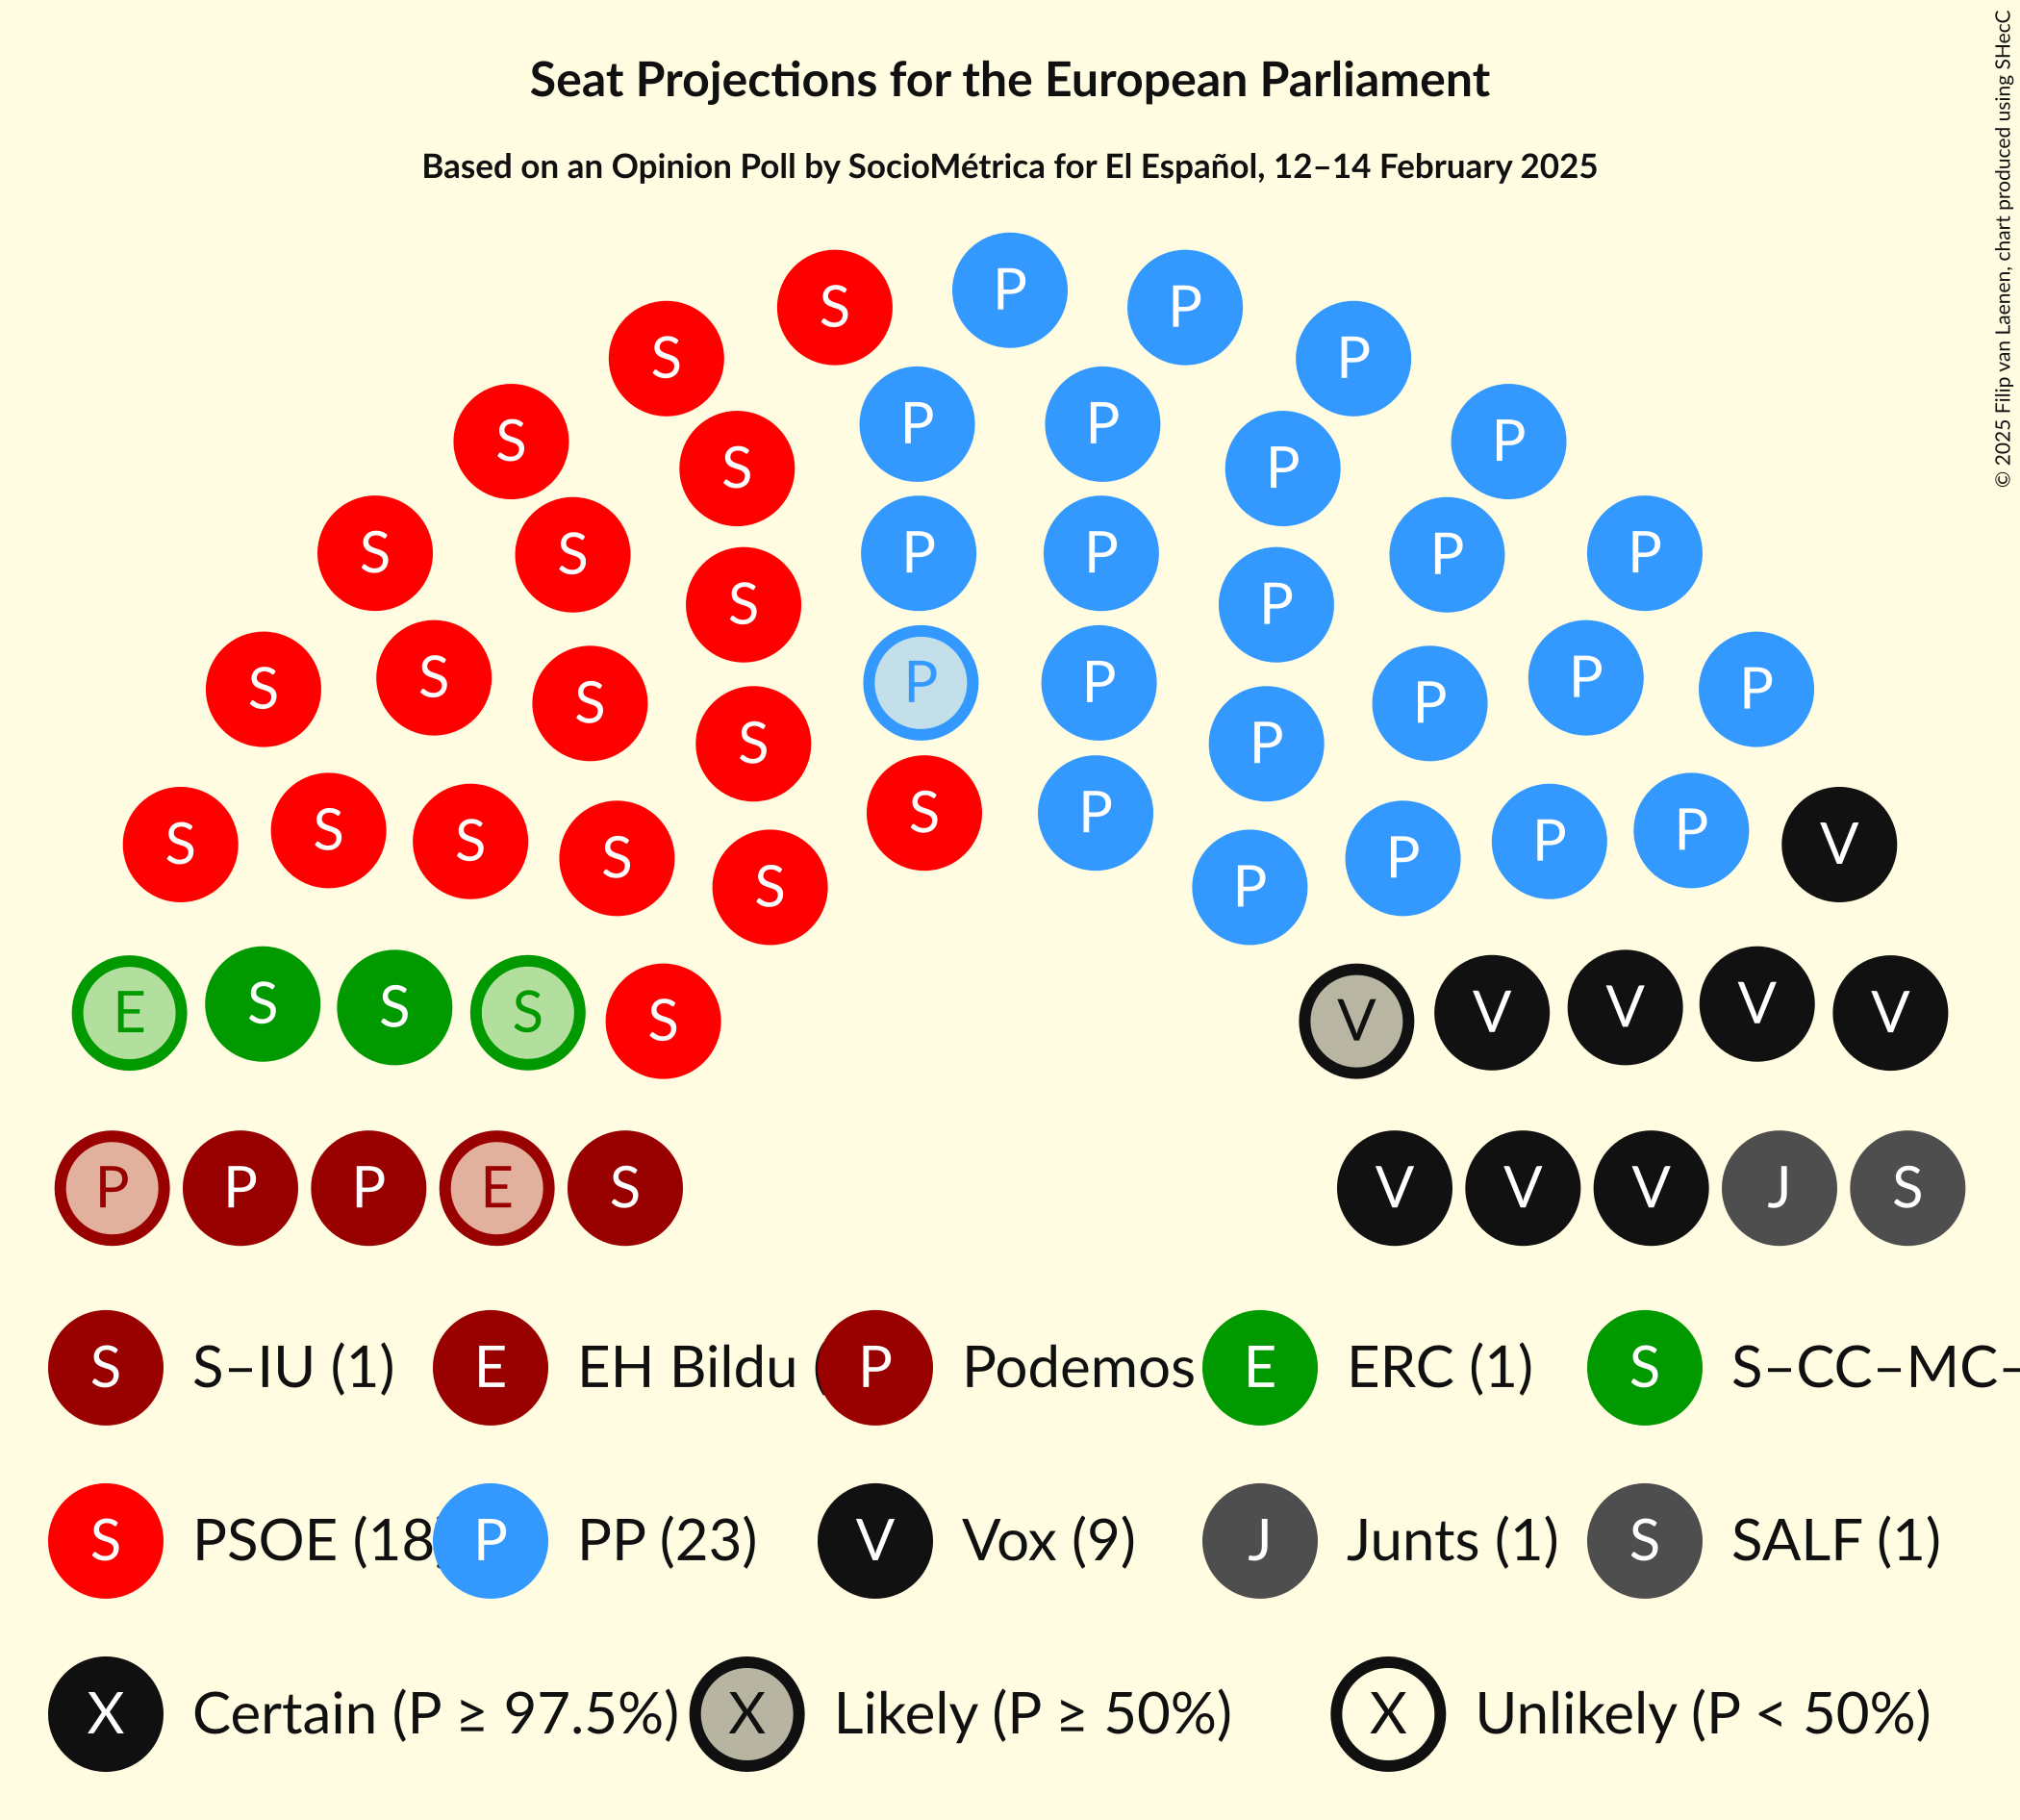 Seat Projections for the European Parliament
Based on an Opinion Poll by SocioMétrica for El Español, 12–14 February 2025
© 2025 Filip van Laenen, chart produced using SHecC
P
S P P
S P
P P
S S P P
S S P P P P
S P
S S P P
S S P P P P
S S P P
S S S S S P P P P P V
S P
E S S S S V V V V V
P P P E S V V V J S
S S–IU (1) E EH Bildu P Podemos E ERC (1) S S–CC–MC–
S PSOE (18) P PP (23) V Vox (9) J Junts (1) S SALF (1)
X Certain (P ≥ 97.5%) X Likely (P ≥ 50%) X Unlikely (P < 50%)